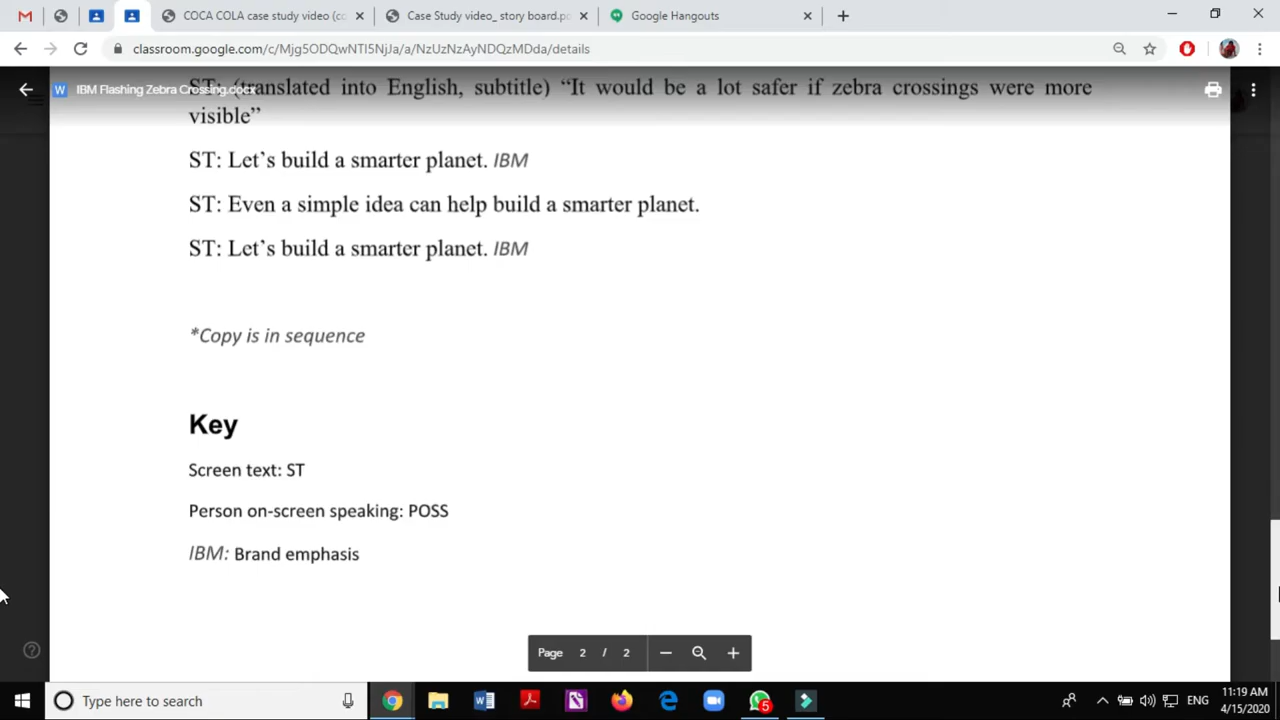 COCA COLA case study video (cc
Case Study video_ story board.pc
Google Hangouts
classroom.google.com/c/Mjg5ODQwNTI5NjJa/a/NzUzNzAyNDQzMDda/details
IBM Flashing Zebra Crossing.docx
ST: (translated into English, subtitle) “It would be a lot safer if zebra crossings were more
visible”
ST: Let’s build a smarter planet. IBM
ST: Even a simple idea can help build a smarter planet.
ST: Let’s build a smarter planet. IBM
*Copy is in sequence
Key
Screen text: ST
Person on-screen speaking: POSS
IBM: Brand emphasis
Page 2 / 2
Type here to search
5
ENG
11:19 AM
4/15/2020